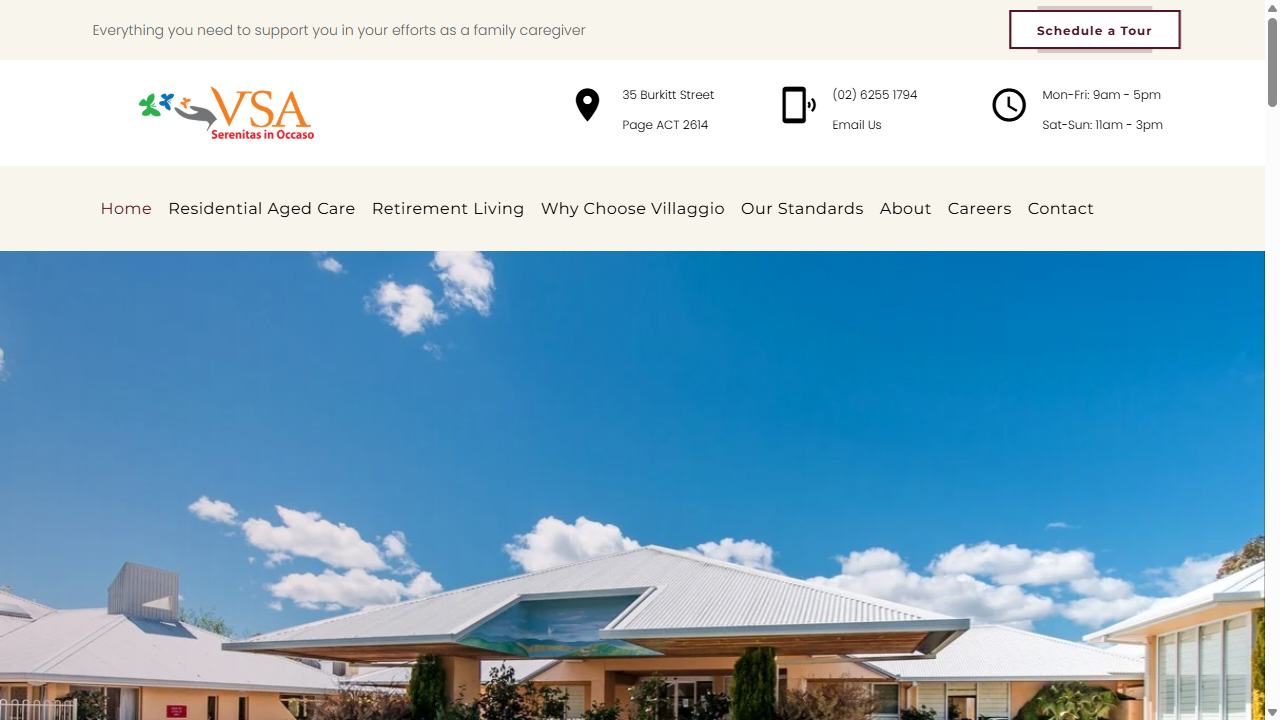 Everything you need to support you in your efforts as a family caregiver
Schedule a Tour
VSA
Serenitas in Occaso
35 Burkitt Street
Page ACT 2614
(02) 6255 1794
Email Us
Mon-Fri: 9am - 5pm
Sat-Sun: 11am - 3pm
Home
Residential Aged Care
Retirement Living
Why Choose Villaggio
Our Standards
About
Careers
Contact